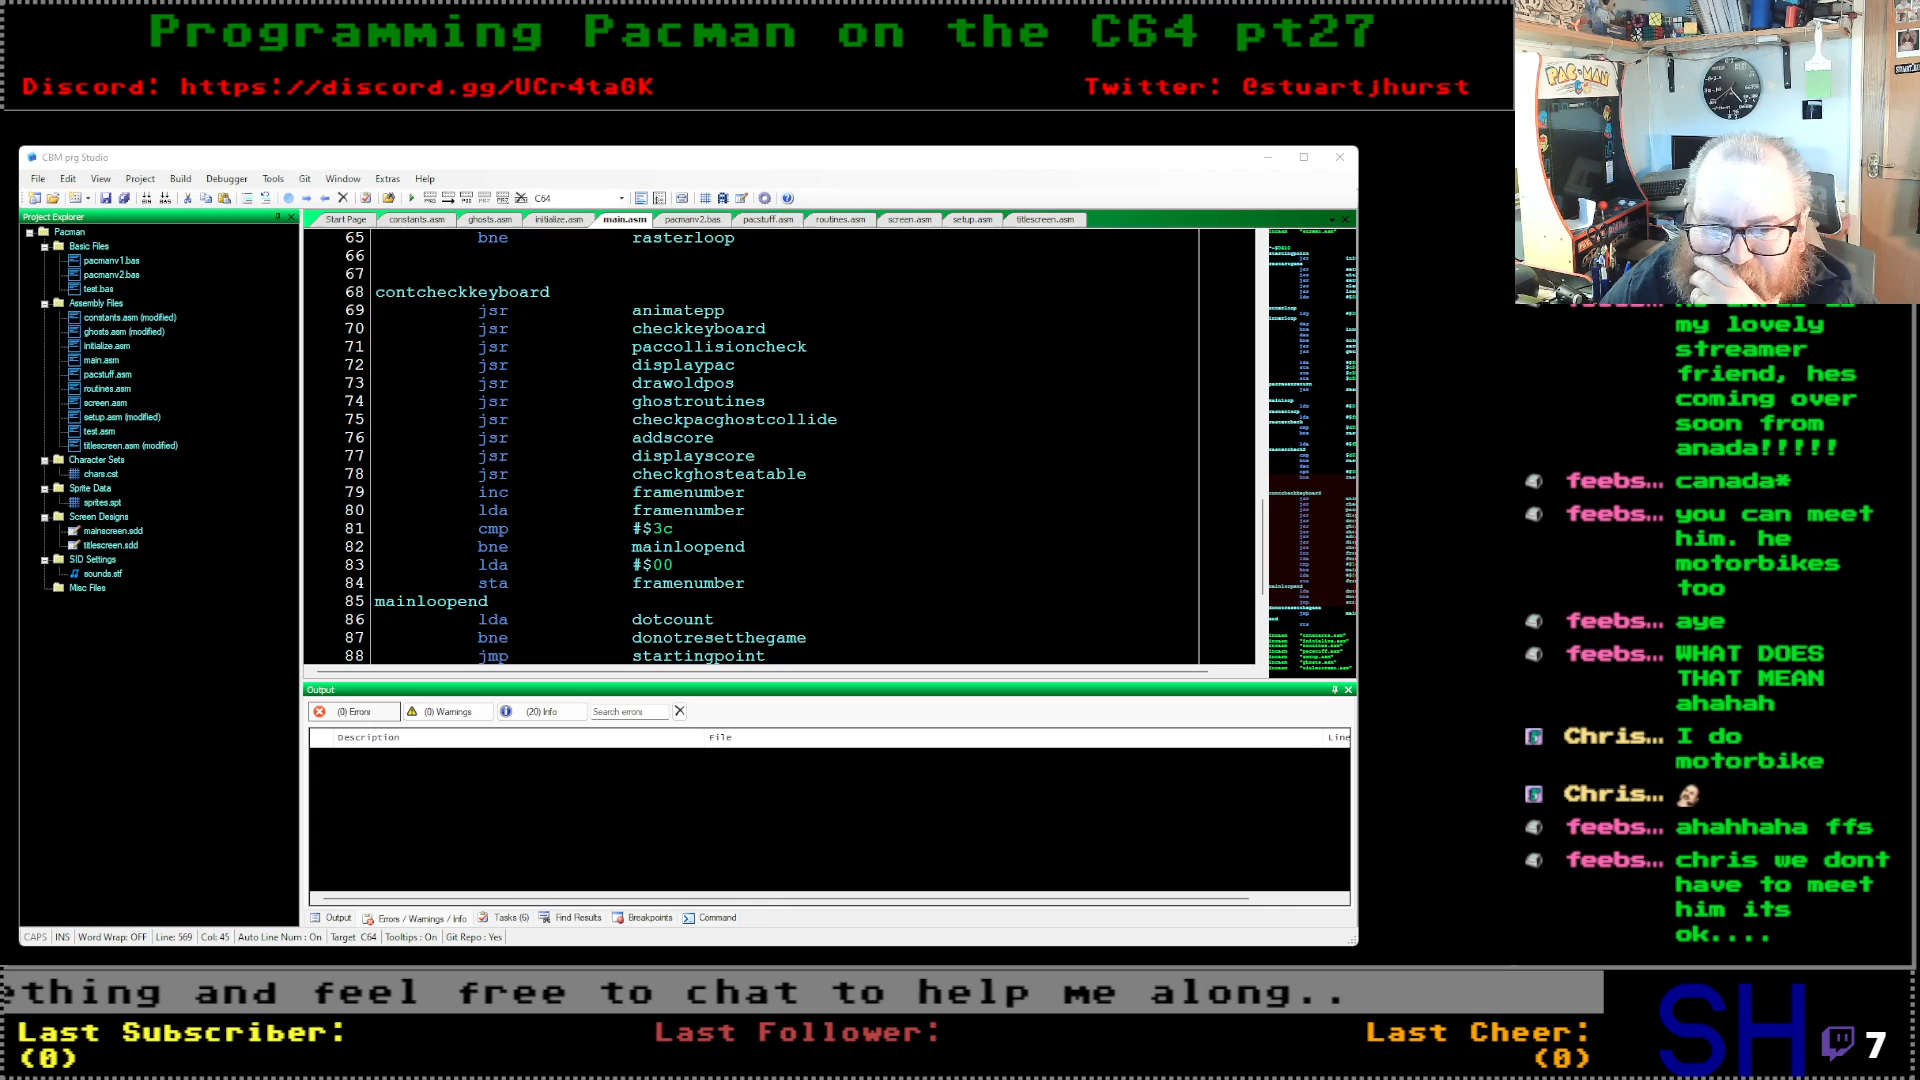 Programming Pacman on the C64 pt27
Discord: https://discord.gg/UCr4ta0K
Twitter: @stuartjhurst
PAC-MAN
CBM prg Studio
File Edit View Project Build Debugger Tools Git Window Extras Help
C64
Project Explorer
Start Page constants.asm ghosts.asm initialize.asm main.asm pacmanv2.bas pacstuff.asm routines.asm screen.asm setup.asm titlescreen.asm
Pacman
Basic Files
pacmanv1.bas
pacmanv2.bas
test.bas
Assembly Files
constants.asm (modified)
ghosts.asm (modified)
initialize.asm
main.asm
pacstuff.asm
routines.asm
screen.asm
setup.asm (modified)
test.asm
titlescreen.asm (modified)
Character Sets
chars.cst
Sprite Data
sprites.spt
Screen Designs
mainscreen.sdd
titlescreen.sdd
SID Settings
sounds.stf
Misc Files
65 bne rasterloop
66
67
68 contcheckkeyboard
69 jsr animatepp
70 jsr checkkeyboard
71 jsr paccollisioncheck
72 jsr displaypac
73 jsr drawoldpos
74 jsr ghostroutines
75 jsr checkpacghostcollide
76 jsr addscore
77 jsr displayscore
78 jsr checkghosteatable
79 inc framenumber
80 lda framenumber
81 cmp #$3c
82 bne mainloopend
83 lda #$00
84 sta framenumber
85 mainloopend
86 lda dotcount
87 bne donotresetthegame
88 jmp startingpoint
Output
(0) Errors (0) Warnings (20) Info Search errors
Description File Line
Output Errors / Warnings / Info Tasks (6) Find Results Breakpoints Command
CAPS INS Word Wrap: OFF Line: 569 Col: 45 Auto Line Num : On Target C64 Tooltips : On Git Repo : Yes
my lovely
streamer
friend, hes
coming over
soon from
anada!!!!!
feebs... canada*
feebs... you can meet
him. he
motorbikes
too
feebs... aye
feebs... WHAT DOES
THAT MEAN
ahahah
Chris... I do
motorbike
Chris...
feebs... ahahhaha ffs
feebs... chris we dont
have to meet
him its
ok....
ething and feel free to chat to help me along..
Last Subscriber:
(0)
Last Follower:
Last Cheer:
(0)
SH
7